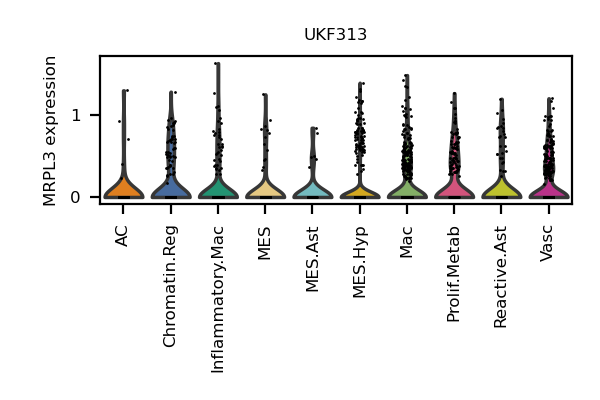 UKF313
MRPL3 expression
1
0
AC
Chromatin.Reg
Inflammatory.Mac
MES
MES.Ast
MES.Hyp
Mac
Prolif.Metab
Reactive.Ast
Vasc